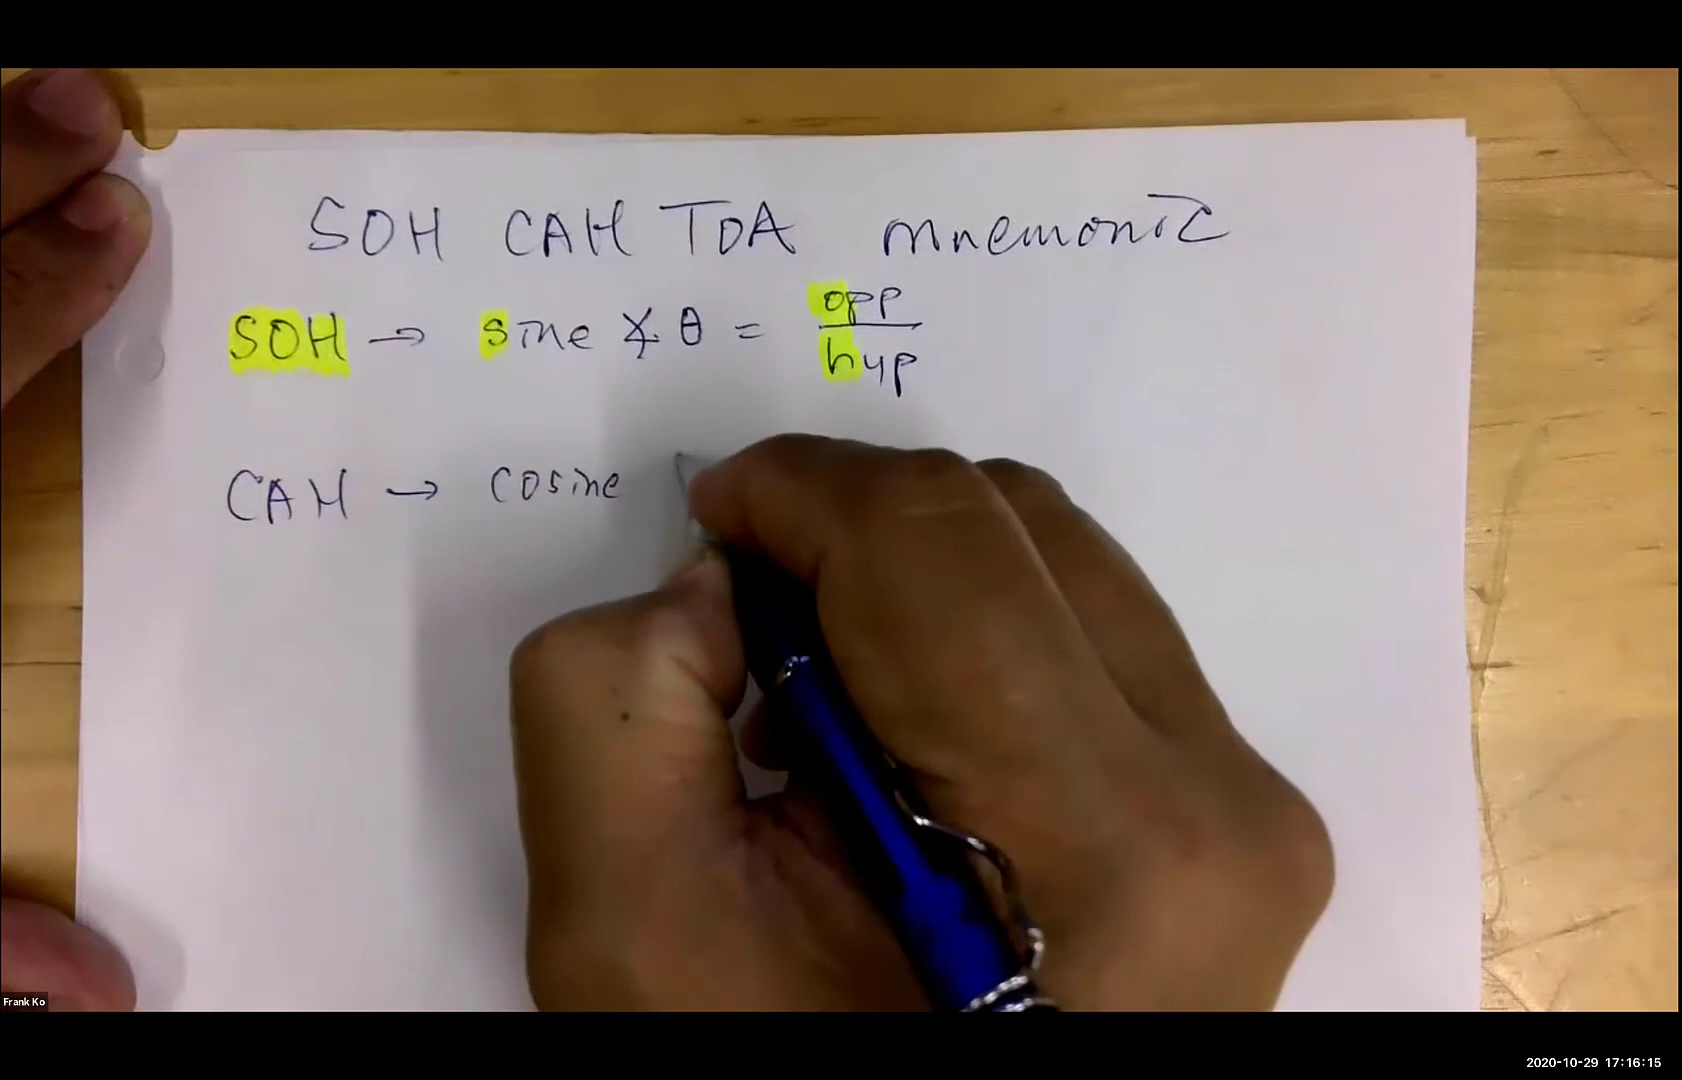 SOH CAH TOA mnemonic
SOH → sine ∡ θ = opp/hyp
CAH → cosine
Frank Ko
2020-10-29 17:16:15